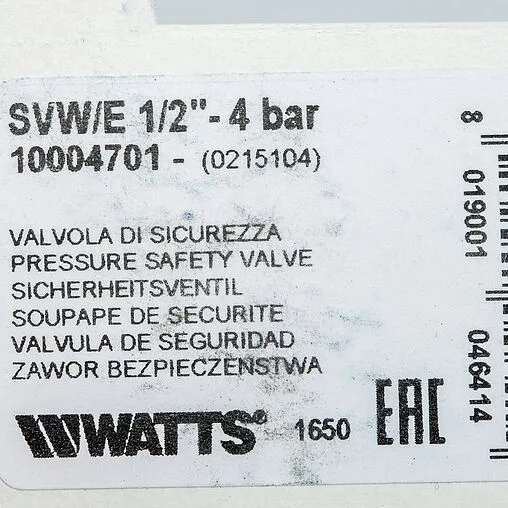 SVW/E 1/2"- 4 bar
10004701 - (0215104)
VALVOLA DI SICUREZZA
PRESSURE SAFETY VALVE
SICHERHEITSVENTIL
SOUPAPE DE SECURITE
VALVULA DE SEGURIDAD
ZAWOR BEZPIECZENSTWA
WATTS® 1650 EAC
8 019001 046414